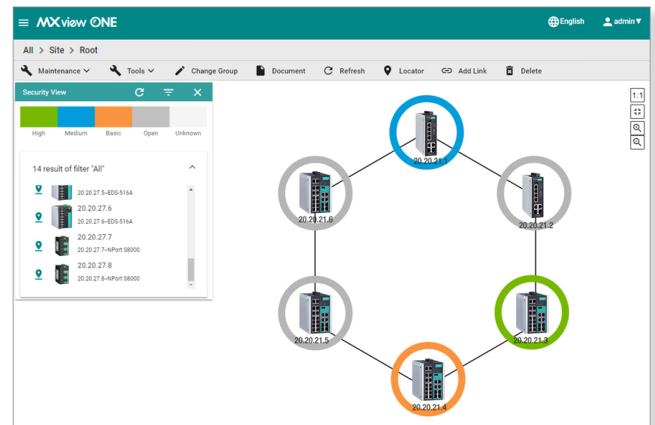 MXview ONE
English
admin
All > Site > Root
Maintenance
Tools
Change Group
Document
Refresh
Locator
Add Link
Delete
Security View
High
Medium
Basic
Open
Unknown
14 result of filter "All"
20.20.27.5-EDS-516A
20.20.27.6
20.20.27.6-EDS-516A
20.20.27.7
20.20.27.7-NPort S8000
20.20.27.8
20.20.27.8-NPort S8000
1:1
20.20.21.1
20.20.21.6
20.20.21.2
20.20.21.5
20.20.21.3
20.20.21.4